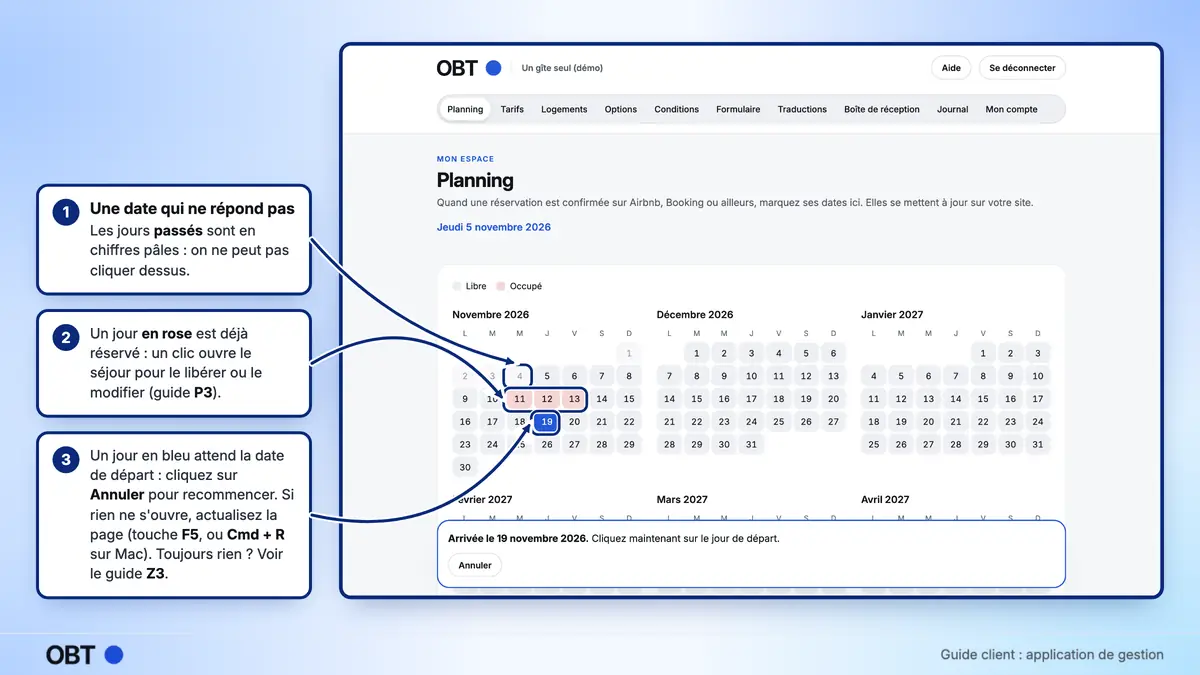 1
Une date qui ne répond pas
Les jours passés sont en
chiffres pâles : on ne peut pas
cliquer dessus.
2
Un jour en rose est déjà
réservé : un clic ouvre le
séjour pour le libérer ou le
modifier (guide P3).
3
Un jour en bleu attend la date
de départ : cliquez sur
Annuler pour recommencer. Si
rien ne s'ouvre, actualisez la
page (touche F5, ou Cmd + R
sur Mac). Toujours rien ? Voir
le guide Z3.
OBT
Un gîte seul (démo)
Aide
Se déconnecter
Planning Tarifs Logements Options Conditions Formulaire Traductions Boîte de réception Journal Mon compte
MON ESPACE
Planning
Quand une réservation est confirmée sur Airbnb, Booking ou ailleurs, marquez ses dates ici. Elles se mettent à jour sur votre site.
Jeudi 5 novembre 2026
Libre Occupé
Novembre 2026
L M M J V S D
1
2 3 4 5 6 7 8
9 10 11 12 13 14 15
16 17 18 19 20 21 22
23 24 25 26 27 28 29
30
Décembre 2026
L M M J V S D
1 2 3 4 5 6
7 8 9 10 11 12 13
14 15 16 17 18 19 20
21 22 23 24 25 26 27
28 29 30 31
Janvier 2027
L M M J V S D
1 2 3
4 5 6 7 8 9 10
11 12 13 14 15 16 17
18 19 20 21 22 23 24
25 26 27 28 29 30 31
Février 2027
L M M J V S D
Mars 2027
L M M J V S D
Avril 2027
L M M J V S D
Arrivée le 19 novembre 2026. Cliquez maintenant sur le jour de départ.
Annuler
OBT
Guide client : application de gestion